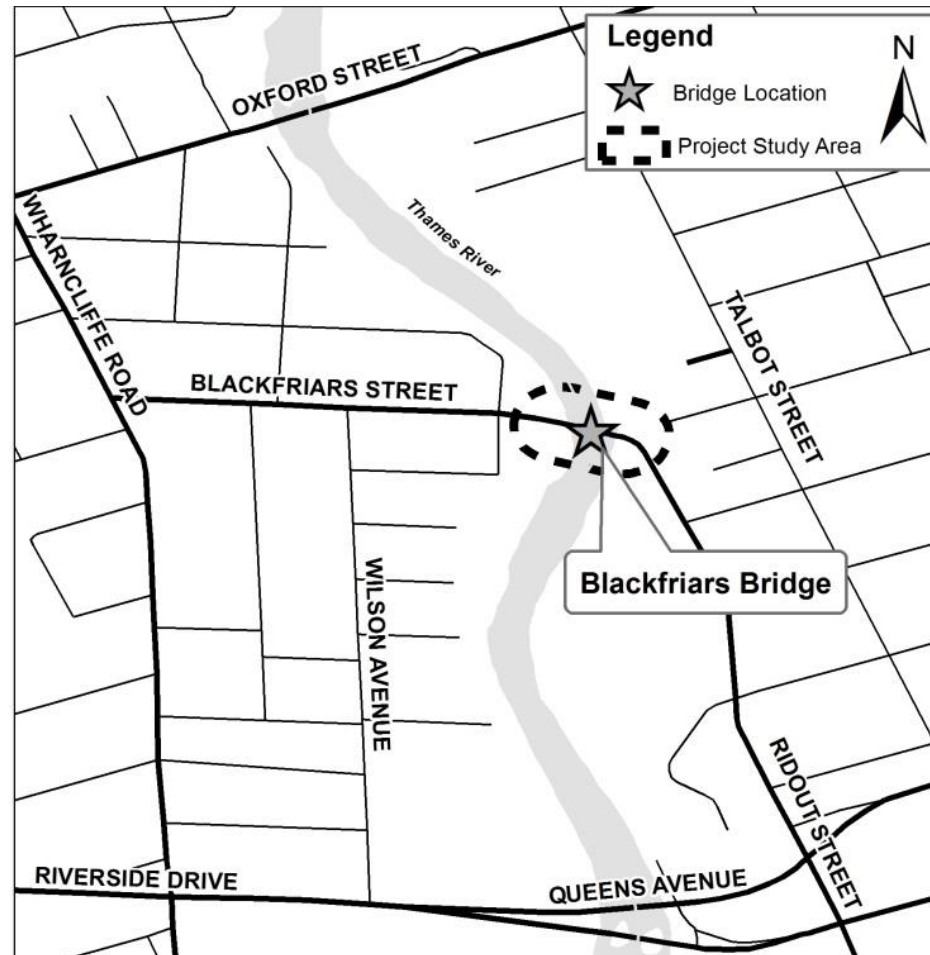 Legend
N
Bridge Location
Project Study Area
OXFORD STREET
Thames River
WHARNCLIFFE ROAD
TALBOT STREET
BLACKFRIARS STREET
Blackfriars Bridge
WILSON AVENUE
RIDOUT STREET
RIVERSIDE DRIVE
QUEENS AVENUE